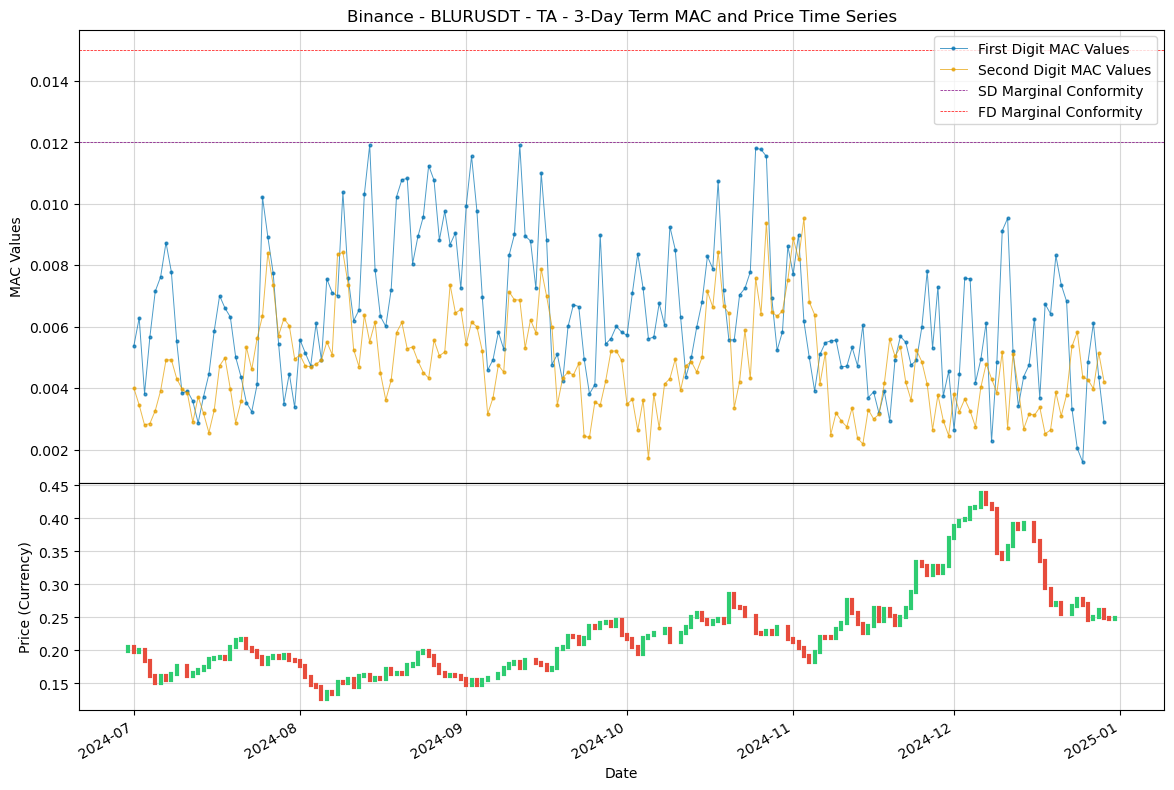 Binance - BLURUSDT - TA - 3-Day Term MAC and Price Time Series
First Digit MAC Values
Second Digit MAC Values
SD Marginal Conformity
FD Marginal Conformity
MAC Values
0.014
0.012
0.010
0.008
0.006
0.004
0.002
Price (Currency)
0.45
0.40
0.35
0.30
0.25
0.20
0.15
2024-07
2024-08
2024-09
2024-10
2024-11
2024-12
2025-01
Date